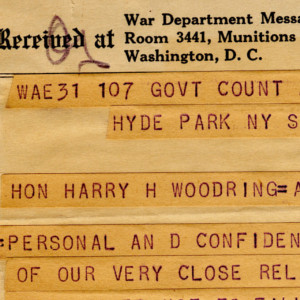 War Department Messa
Received at Room 3441, Munitions
Washington, D. C.
WAE31 107 GOVT COUNT
HYDE PARK NY S
HON HARRY H WOODRING= A
=PERSONAL AN D CONFIDEN
OF OUR VERY CLOSE REL